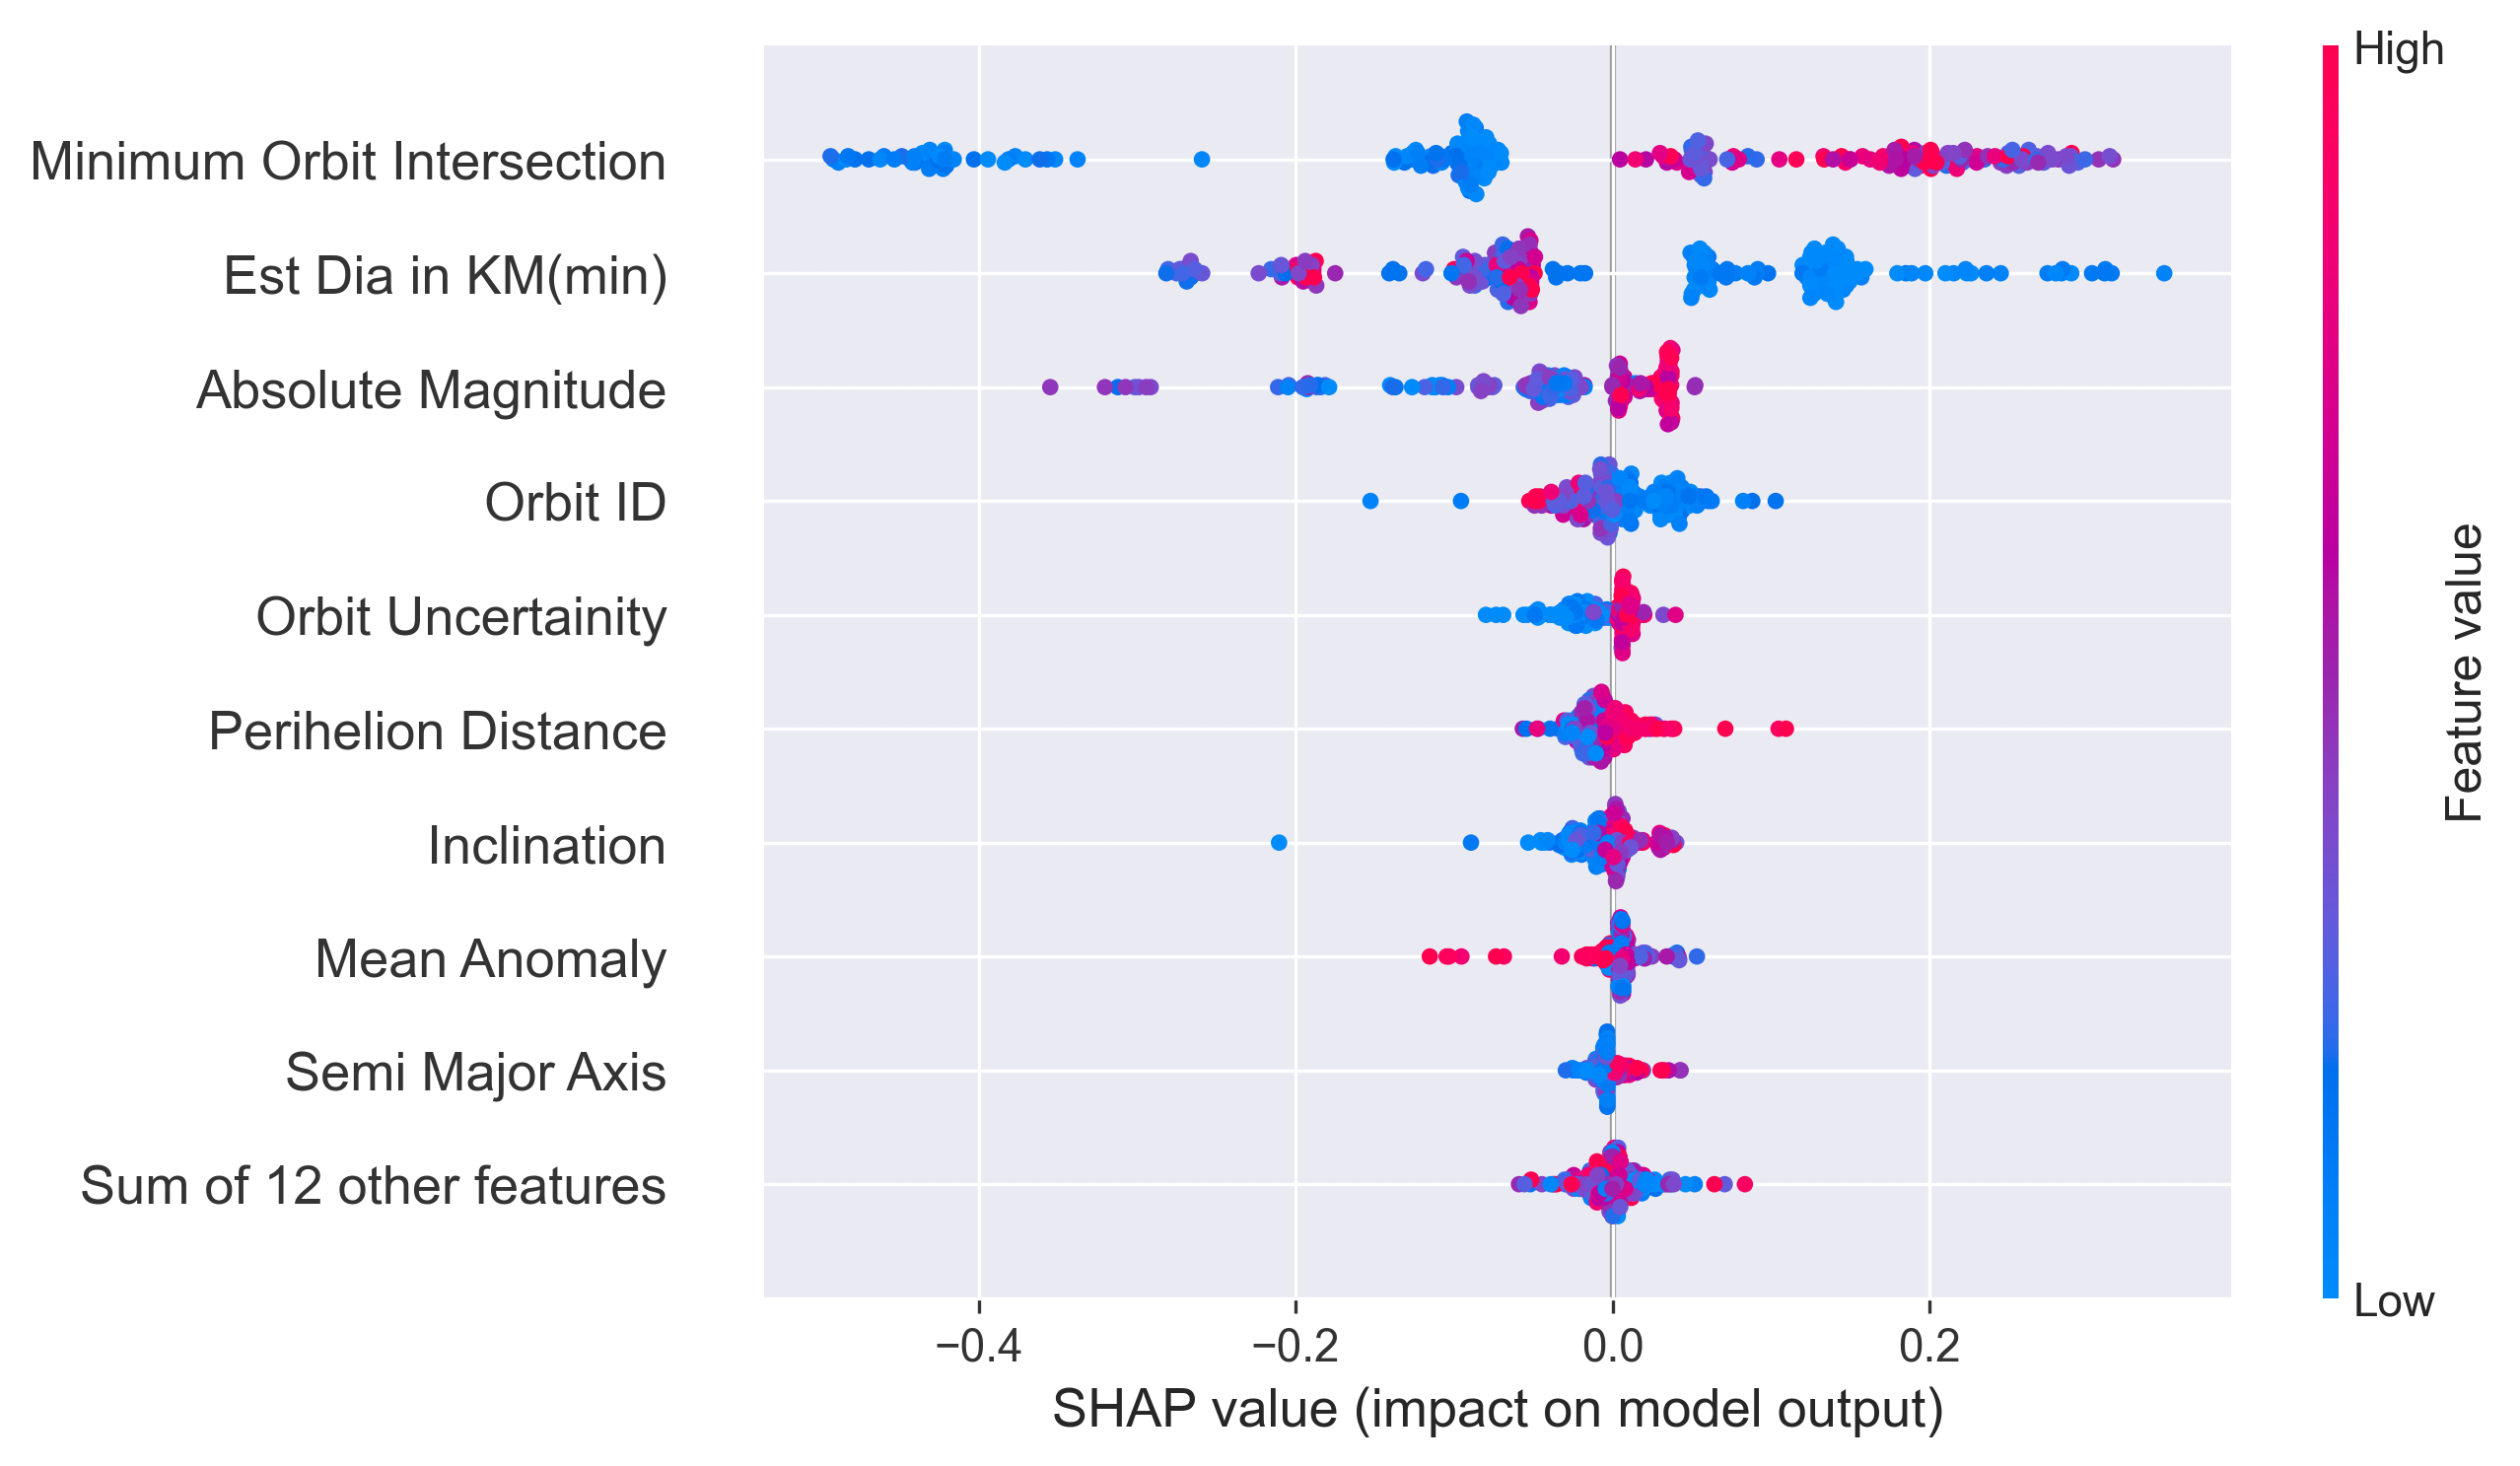 High
Minimum Orbit Intersection
Est Dia in KM(min)
Absolute Magnitude
Orbit ID
Orbit Uncertainity
Perihelion Distance
Inclination
Mean Anomaly
Semi Major Axis
Sum of 12 other features
Feature value
Low
−0.4 −0.2 0.0 0.2
SHAP value (impact on model output)